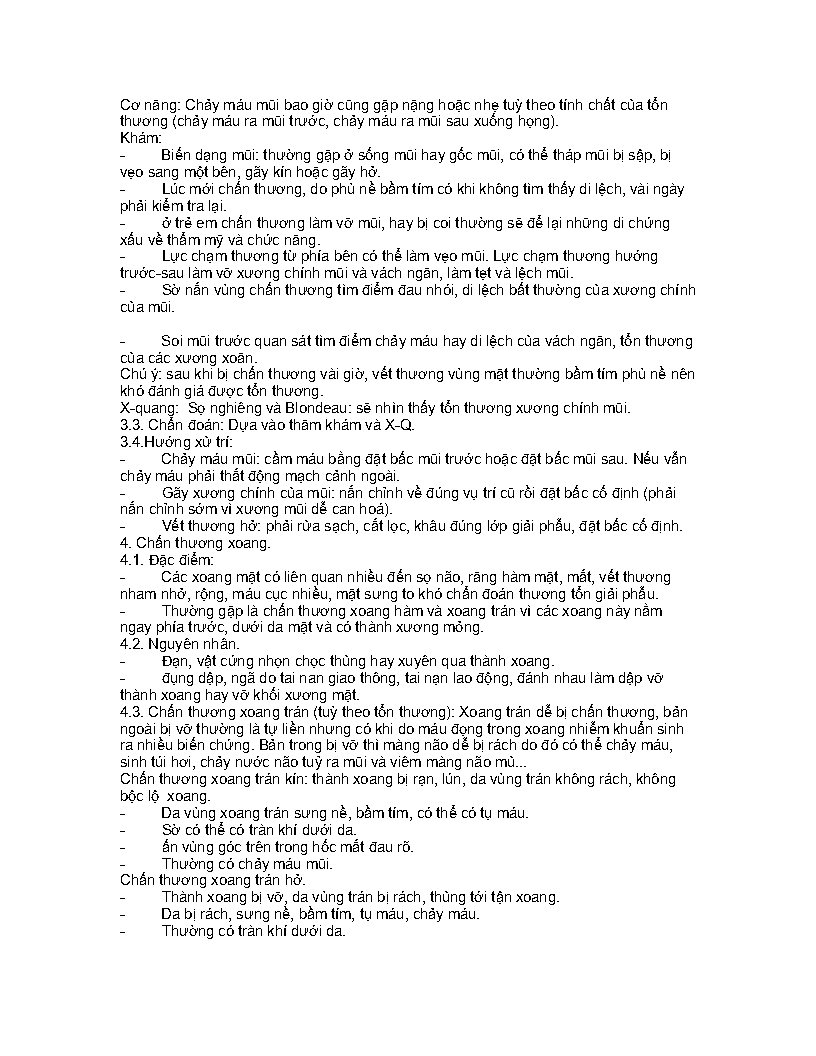 Cơ năng: Chảy máu mũi bao giờ cũng gặp nặng hoặc nhẹ tuỳ theo tính chất của tổn
thương (chảy máu ra mũi trước, chảy máu ra mũi sau xuống họng).
Khám:
- Biến dạng mũi: thường gặp ở sống mũi hay gốc mũi, có thể tháp mũi bị sập, bị
vẹo sang một bên, gãy kín hoặc gãy hở.
- Lúc mới chấn thương, do phù nề bầm tím có khi không tìm thấy di lệch, vài ngày
phải kiểm tra lại.
- ở trẻ em chấn thương làm vỡ mũi, hay bị coi thường sẽ để lại những di chứng
xấu về thẩm mỹ và chức năng.
- Lực chạm thương từ phía bên có thể làm vẹo mũi. Lực chạm thương hướng
trước-sau làm vỡ xương chính mũi và vách ngăn, làm tẹt và lệch mũi.
- Sờ nấn vùng chấn thương tìm điểm đau nhói, di lệch bất thường của xương chính
của mũi.
- Soi mũi trước quan sát tìm điểm chảy máu hay di lệch của vách ngăn, tổn thương
của các xương xoăn.
Chú ý: sau khi bị chấn thương vài giờ, vết thương vùng mặt thường bầm tím phù nề nên
khó đánh giá được tổn thương.
X-quang: Sọ nghiêng và Blondeau: sẽ nhìn thấy tổn thương xương chính mũi.
3.3. Chẩn đoán: Dựa vào thăm khám và X-Q.
3.4.Hướng xử trí:
- Chảy máu mũi: cầm máu bằng đặt bấc mũi trước hoặc đặt bấc mũi sau. Nếu vẫn
chảy máu phải thắt động mạch cảnh ngoài.
- Gãy xương chính của mũi: nấn chỉnh về đúng vụ trí cũ rồi đặt bấc cố định (phải
nấn chỉnh sớm vì xương mũi dễ can hoá).
- Vết thương hở: phải rửa sạch, cắt lọc, khâu đúng lớp giải phẫu, đặt bấc cố định.
4. Chấn thương xoang.
4.1. Đặc điểm:
- Các xoang mặt có liên quan nhiều đến sọ não, răng hàm mặt, mắt, vết thương
nham nhở, rộng, máu cục nhiều, mặt sưng to khó chẩn đoán thương tổn giải phẫu.
- Thường gặp là chấn thương xoang hàm và xoang trán vì các xoang này nằm
ngay phía trước, dưới da mặt và có thành xương mỏng.
4.2. Nguyên nhân.
- Đạn, vật cứng nhọn chọc thủng hay xuyên qua thành xoang.
- đụng dập, ngã do tai nan giao thông, tai nạn lao động, đánh nhau làm dập vỡ
thành xoang hay vỡ khối xương mặt.
4.3. Chấn thương xoang trán (tuỳ theo tổn thương): Xoang trán dễ bị chấn thương, bản
ngoài bị vỡ thường là tự liền nhưng có khi do máu đọng trong xoang nhiễm khuẩn sinh
ra nhiều biến chứng. Bản trong bị vỡ thì màng não dễ bị rách do đó có thể chảy máu,
sinh túi hơi, chảy nước não tuỷ ra mũi và viêm màng não mủ...
Chấn thương xoang trán kín: thành xoang bị rạn, lún, da vùng trán không rách, không
bộc lộ xoang.
- Da vùng xoang trán sưng nề, bầm tím, có thể có tụ máu.
- Sờ có thể có tràn khí dưới da.
- ấn vùng góc trên trong hốc mắt đau rõ.
- Thường có chảy máu mũi.
Chấn thương xoang trán hở.
- Thành xoang bị vỡ, da vùng trán bị rách, thủng tới tận xoang.
- Da bị rách, sưng nề, bầm tím, tụ máu, chảy máu.
- Thường có tràn khí dưới da.